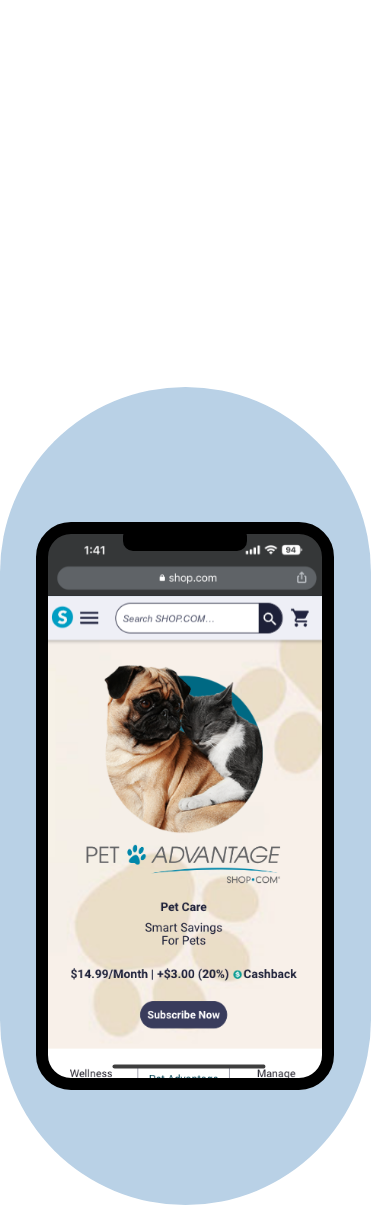 1:41
94
shop.com
S
Search SHOP.COM...
PET ADVANTAGE
SHOP•COM®
Pet Care
Smart Savings
For Pets
$14.99/Month | +$3.00 (20%) S Cashback
Subscribe Now
Wellness
Pet Advantage
Manage